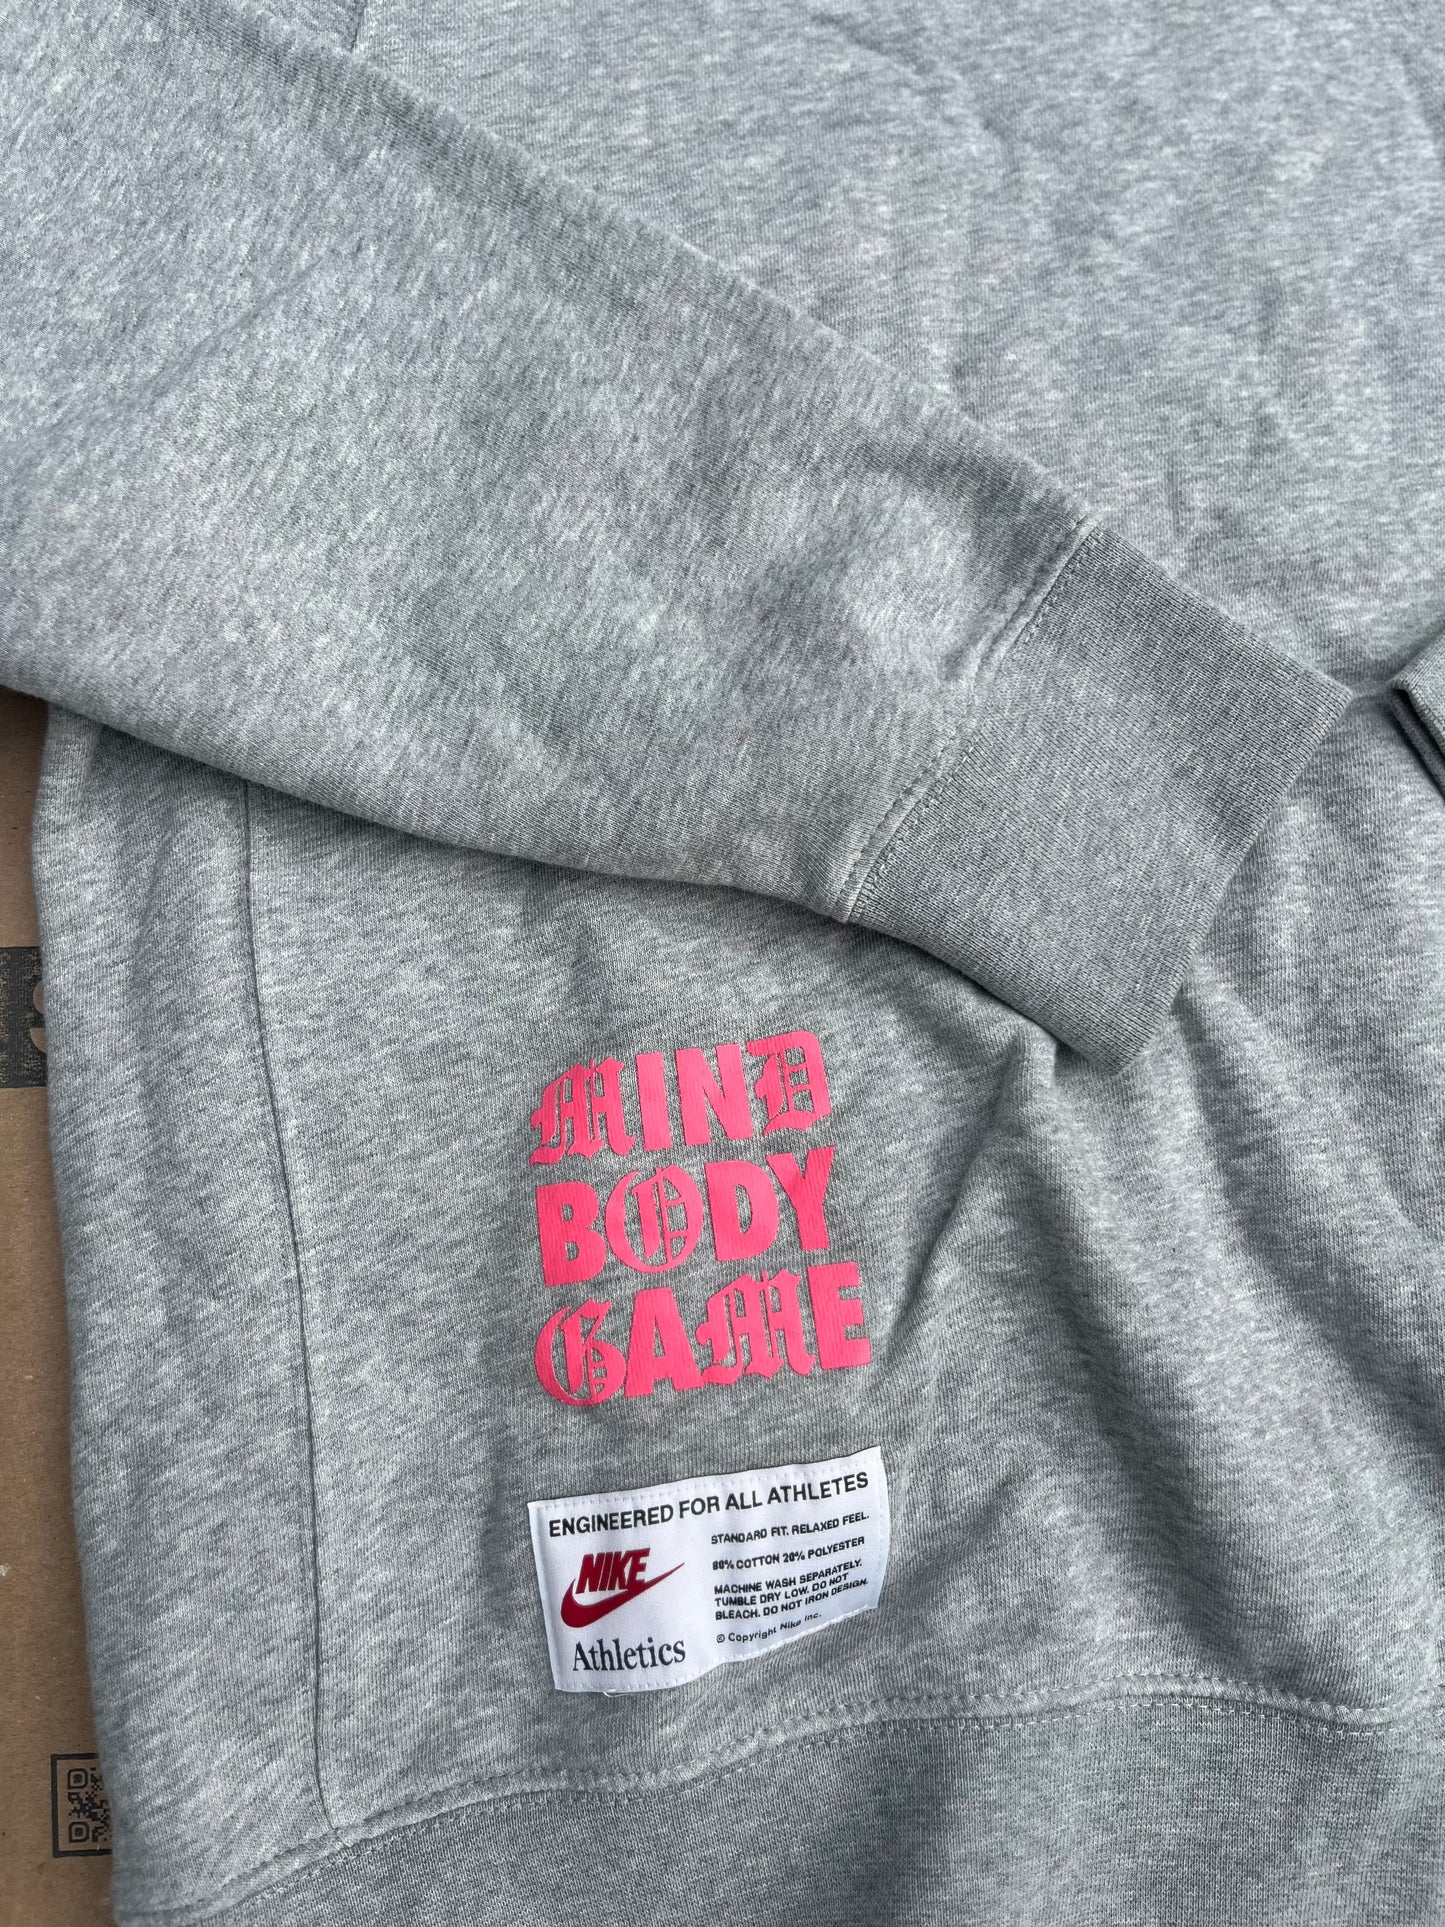 MIND
BODY
GAME
ENGINEERED FOR ALL ATHLETES
NIKE
Athletics
STANDARD FIT. RELAXED FEEL.
80% COTTON 20% POLYESTER
MACHINE WASH SEPARATELY.
TUMBLE DRY LOW. DO NOT
BLEACH. DO NOT IRON DESIGN.
© Copyright Nike Inc.